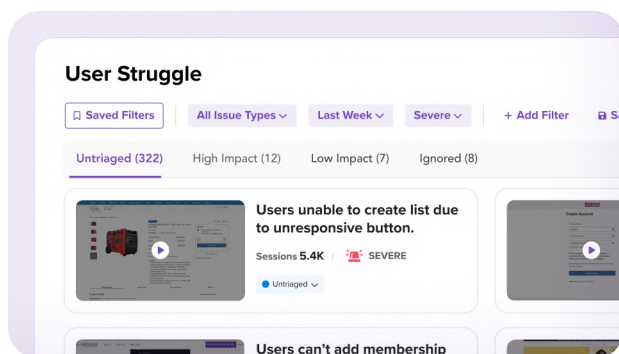 User Struggle
Saved Filters
All Issue Types
Last Week
Severe
+ Add Filter
Untriaged (322)
High Impact (12)
Low Impact (7)
Ignored (8)
Users unable to create list due
to unresponsive button.
Sessions 5.4K
SEVERE
Untriaged
Create Account
Users can't add membership